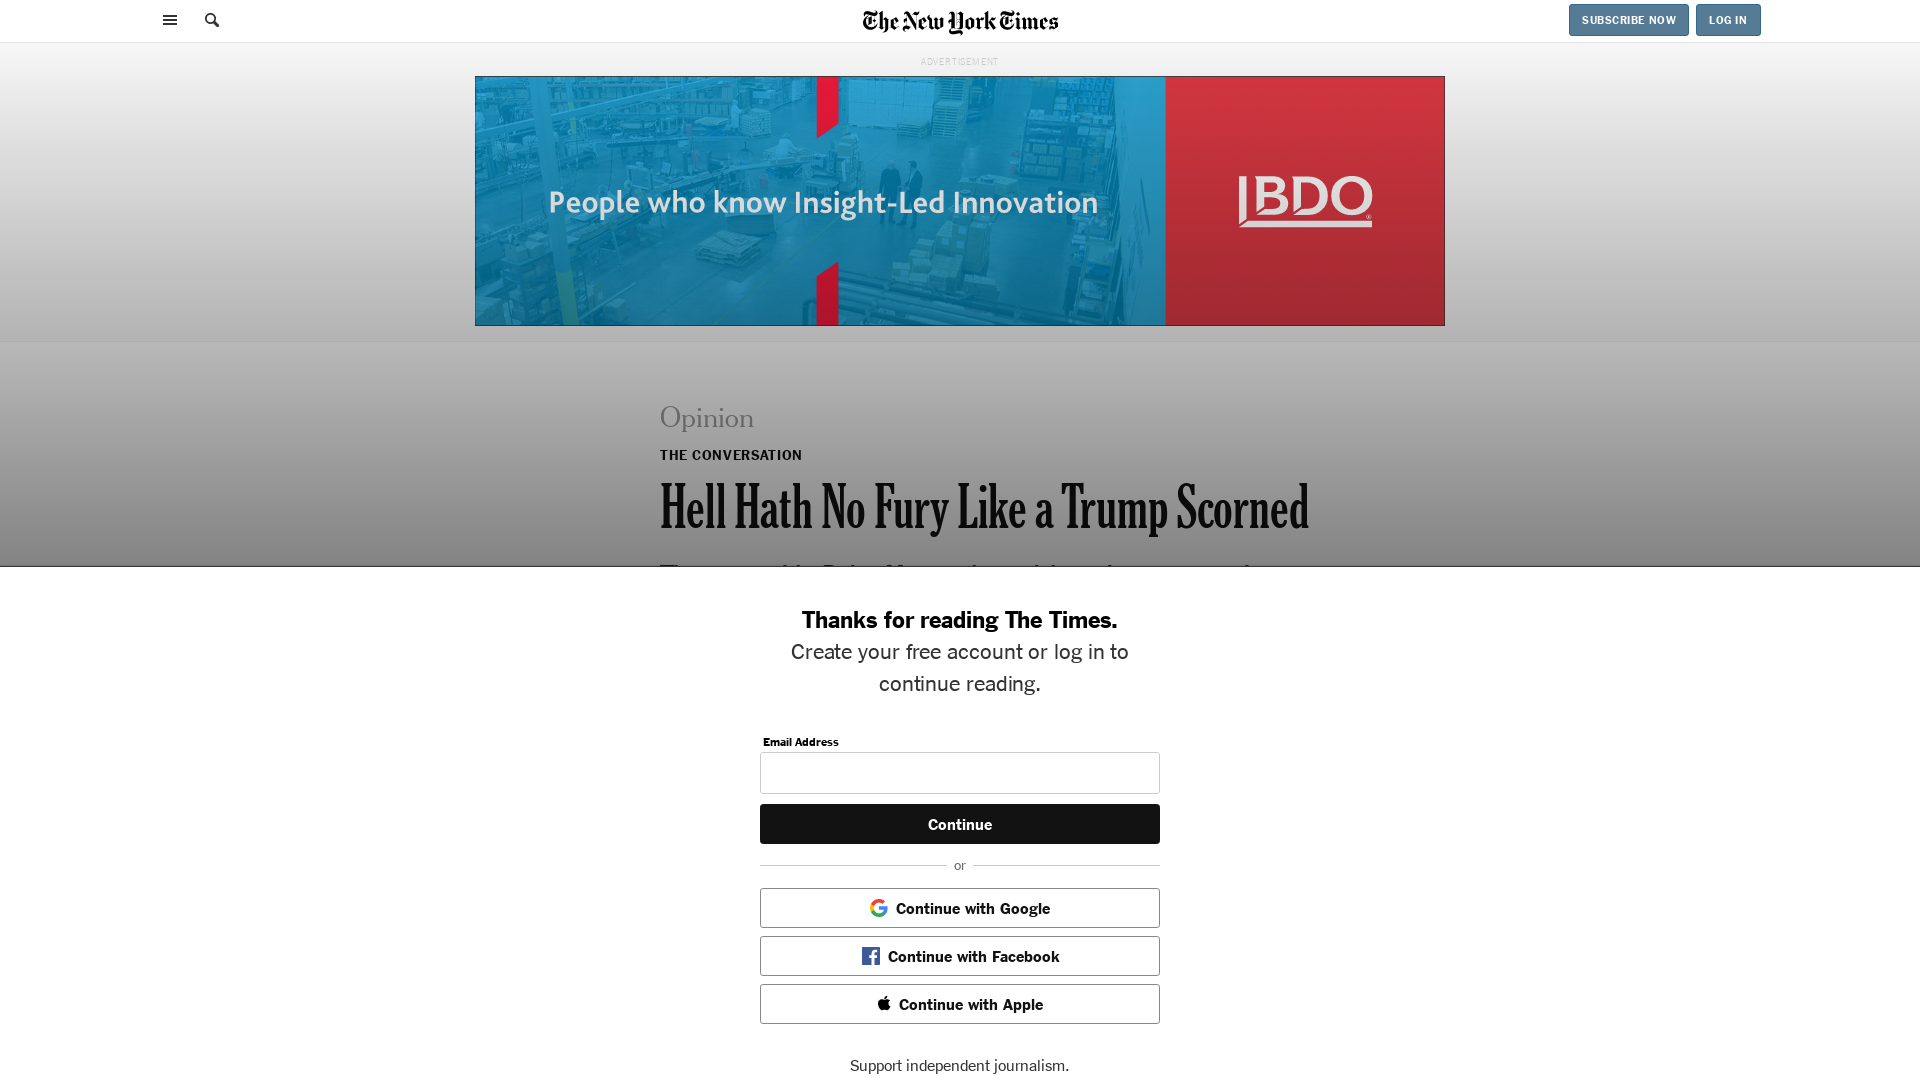 The New York Times
SUBSCRIBE NOW
LOG IN
ADVERTISEMENT
People who know Insight-Led Innovation
BDO
Opinion
THE CONVERSATION
Hell Hath No Fury Like a Trump Scorned
Thanks for reading The Times.
Create your free account or log in to
continue reading.
Email Address
Continue
or
Continue with Google
Continue with Facebook
Continue with Apple
Support independent journalism.